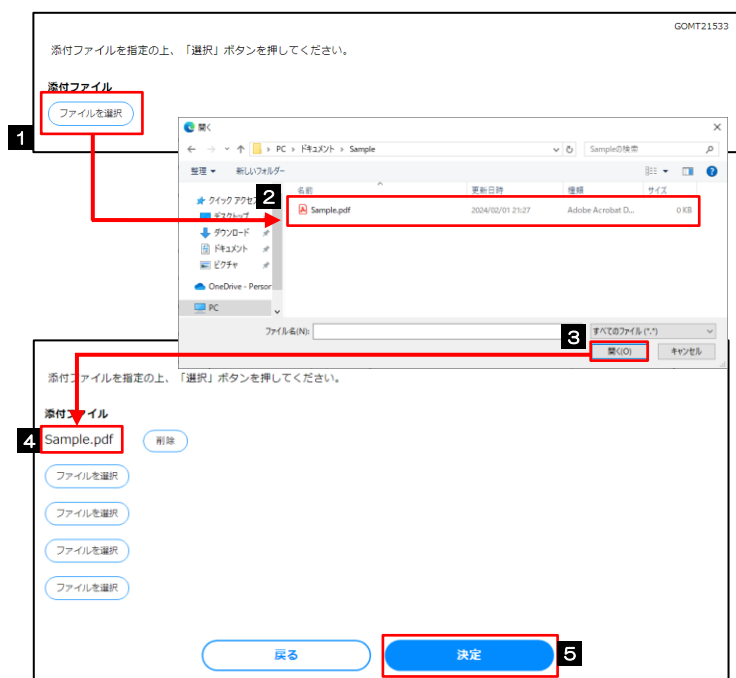 GOMT21533
添付ファイルを指定の上、「選択」ボタンを押してください。
添付ファイル
ファイルを選択
1
開く
PC › ドキュメント › Sample
Sampleの検索
整理
新しいフォルダー
名前
更新日時
種類
サイズ
2
クイック アクセ
デスクトップ
ダウンロード
ドキュメント
ピクチャ
OneDrive - Person
PC
Sample.pdf
2024/02/01 21:27
Adobe Acrobat D...
0 KB
ファイル名(N):
すべてのファイル (*.*)
3
開く(O)
キャンセル
添付ファイルを指定の上、「選択」ボタンを押してください。
添付ファイル
4
Sample.pdf
削除
ファイルを選択
ファイルを選択
ファイルを選択
ファイルを選択
戻る
決定
5